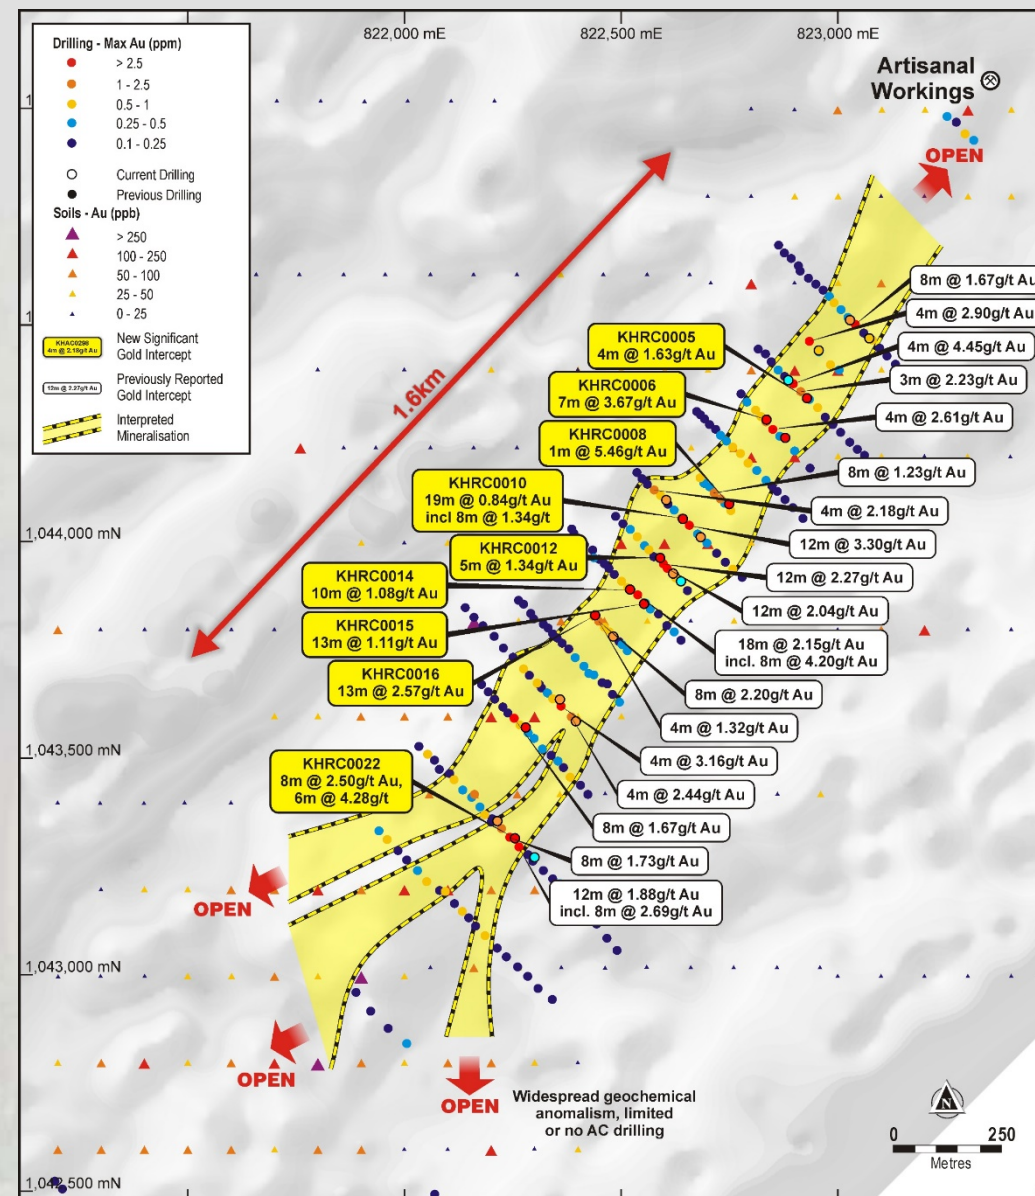 822,000 mE
822,500 mE
823,000 mE
Drilling - Max Au (ppm)
> 2.5
1 - 2.5
0.5 - 1
0.25 - 0.5
0.1 - 0.25
Current Drilling
Previous Drilling
Soils - Au (ppb)
> 250
100 - 250
50 - 100
25 - 50
0 - 25
KHAC0298
4m @ 2.19g/t Au
New Significant
Gold Intercept
12m @ 2.27g/t Au
Previously Reported
Gold Intercept
Interpreted
Mineralisation
Artisanal
Workings
OPEN
1.6km
8m @ 1.67g/t Au
4m @ 2.90g/t Au
KHRC0005
4m @ 1.63g/t Au
4m @ 4.45g/t Au
3m @ 2.23g/t Au
KHRC0006
7m @ 3.67g/t Au
4m @ 2.61g/t Au
KHRC0008
1m @ 5.46g/t Au
8m @ 1.23g/t Au
KHRC0010
19m @ 0.84g/t Au
incl 8m @ 1.34g/t
4m @ 2.18g/t Au
1,044,000 mN
12m @ 3.30g/t Au
KHRC0012
5m @ 1.34g/t Au
12m @ 2.27g/t Au
KHRC0014
10m @ 1.08g/t Au
12m @ 2.04g/t Au
KHRC0015
13m @ 1.11g/t Au
18m @ 2.15g/t Au
incl. 8m @ 4.20g/t Au
KHRC0016
13m @ 2.57g/t Au
8m @ 2.20g/t Au
4m @ 1.32g/t Au
1,043,500 mN
4m @ 3.16g/t Au
KHRC0022
8m @ 2.50g/t Au,
6m @ 4.28g/t
4m @ 2.44g/t Au
8m @ 1.67g/t Au
8m @ 1.73g/t Au
12m @ 1.88g/t Au
incl. 8m @ 2.69g/t Au
OPEN
1,043,000 mN
OPEN
OPEN
Widespread geochemical
anomalism, limited
or no AC drilling
N
0 250
Metres
1,042,500 mN